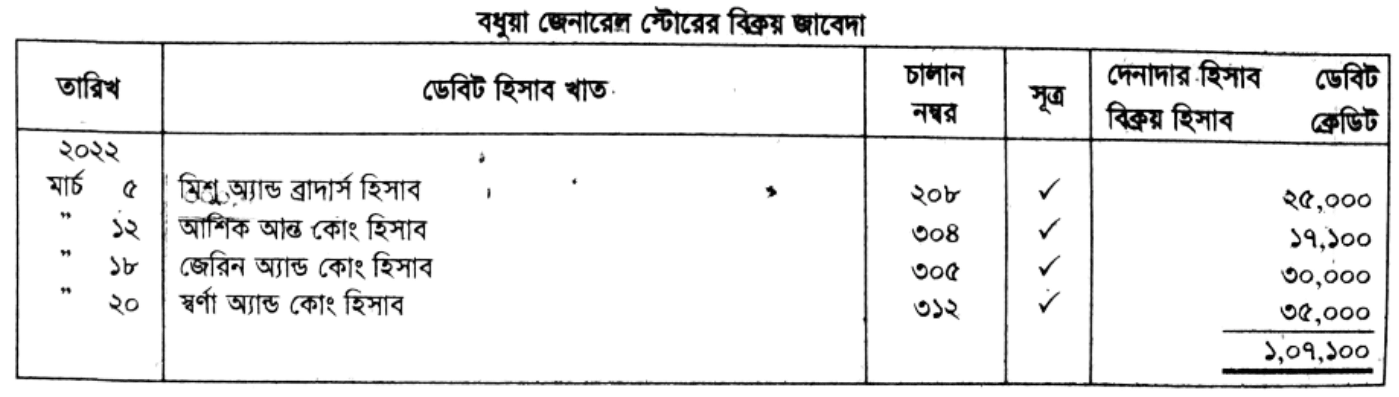 বধুয়া জেনারেল স্টোরের বিক্রয় জাবেদা
তারিখ ডেবিট হিসাব খাত চালান নম্বর সূত্র দেনাদার হিসাব ডেবিট
বিক্রয় হিসাব ক্রেডিট
২০২২
মার্চ ৫ মিশু অ্যান্ড ব্রাদার্স হিসাব ২০৮ ✓ ২৫,০০০
" ১২ আশিক আন্ত কোং হিসাব ৩০৪ ✓ ১৭,১০০
" ১৮ জেরিন অ্যান্ড কোং হিসাব ৩০৫ ✓ ৩০,০০০
" ২০ স্বর্ণা অ্যান্ড কোং হিসাব ৩১২ ✓ ৩৫,০০০
১,০৭,১০০